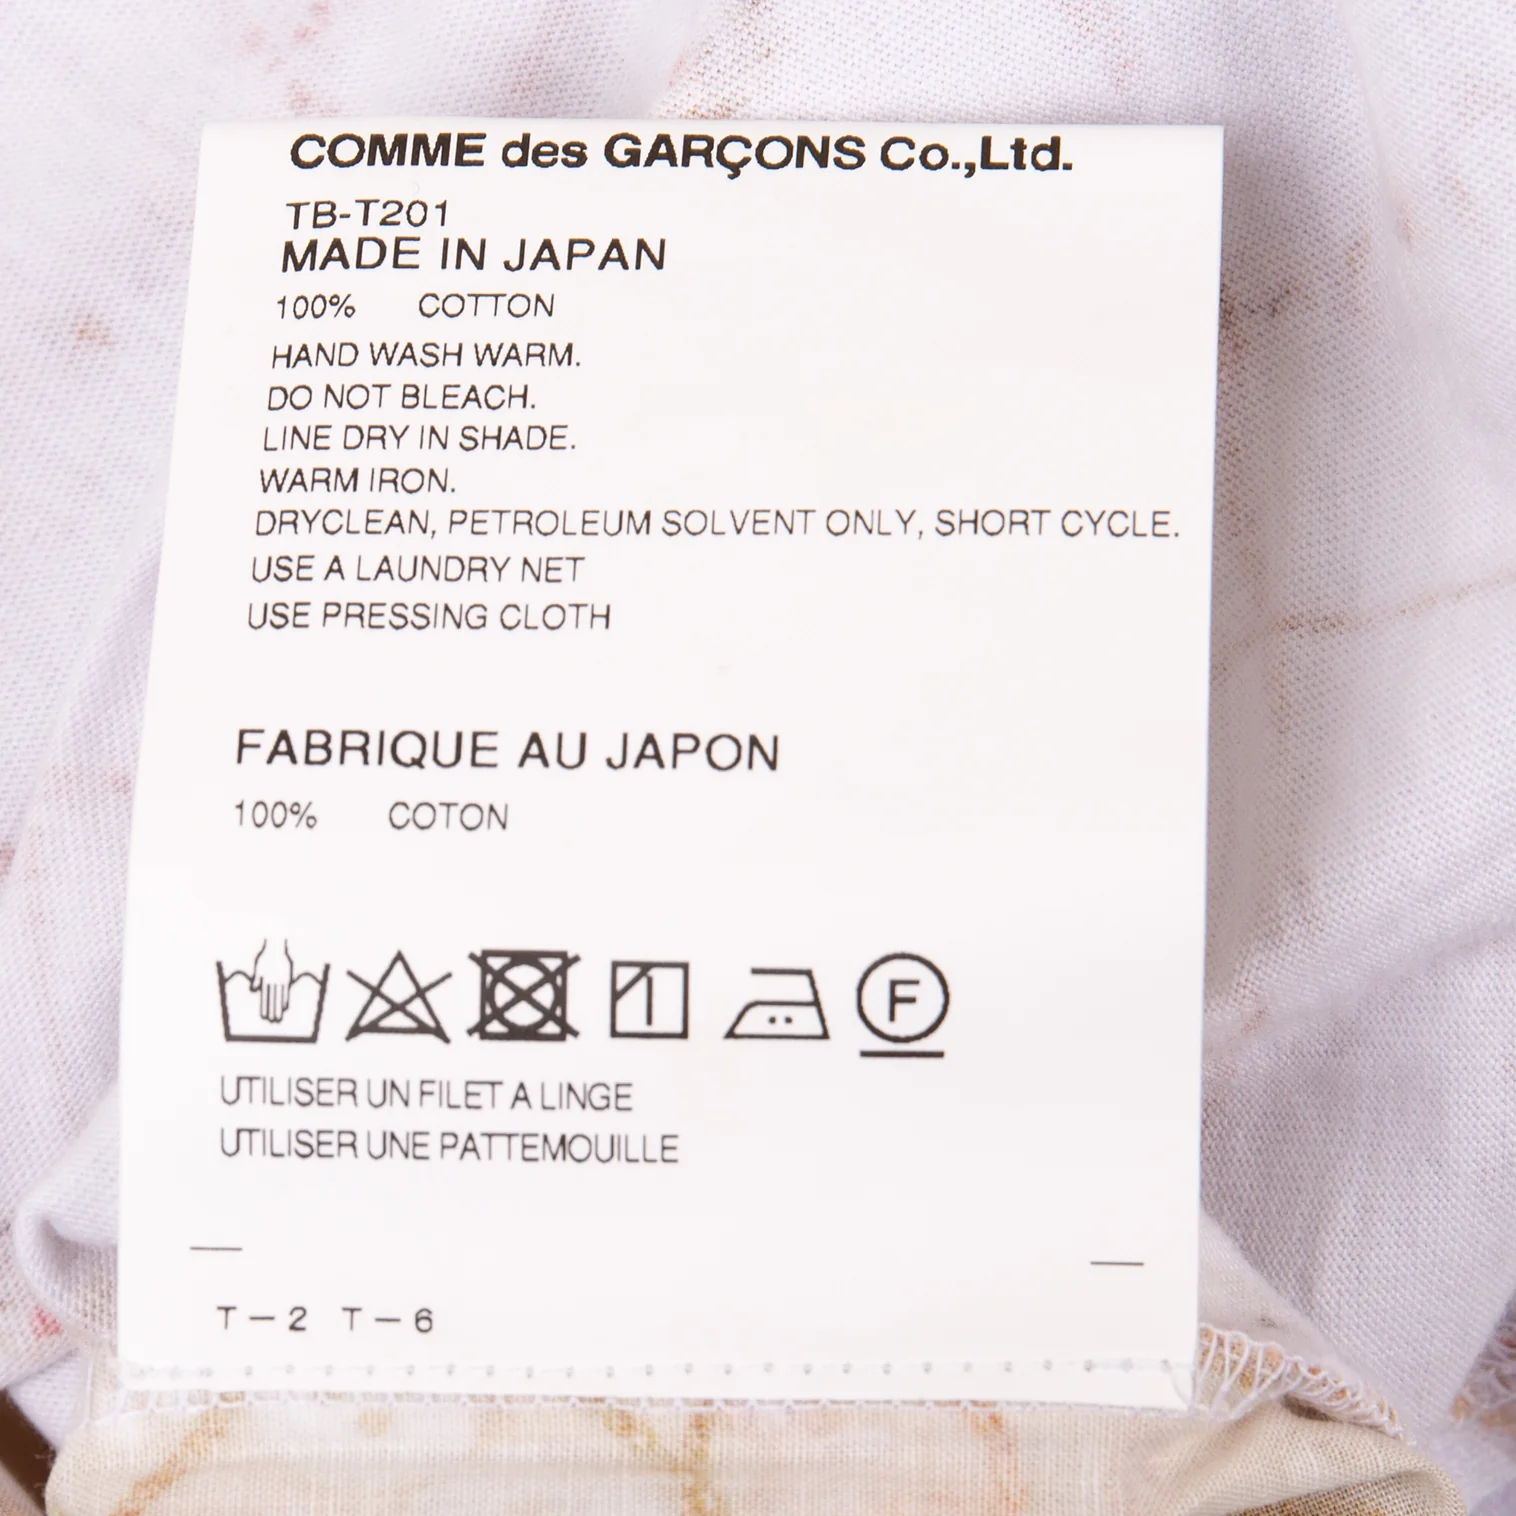 COMME des GARÇONS Co.,Ltd.
TB-T201
MADE IN JAPAN
100% COTTON
HAND WASH WARM.
DO NOT BLEACH.
LINE DRY IN SHADE.
WARM IRON.
DRYCLEAN, PETROLEUM SOLVENT ONLY, SHORT CYCLE.
USE A LAUNDRY NET
USE PRESSING CLOTH
FABRIQUE AU JAPON
100% COTON
F
UTILISER UN FILET A LINGE
UTILISER UNE PATTEMOUILLE
T-2 T-6